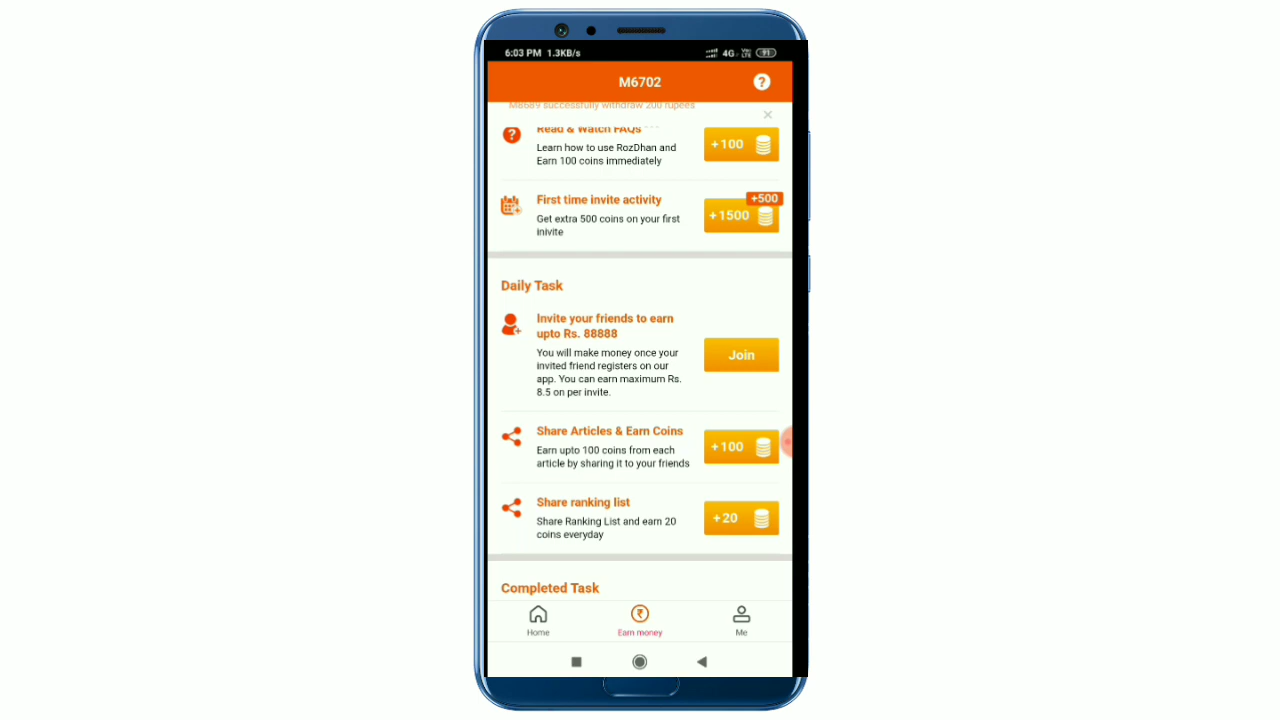 6:03 PM 1.3KB/s
4G
91
M6702
?
M8689 successfully withdraw 200 rupees
Read & Watch FAQs
Learn how to use RozDhan and
Earn 100 coins immediately
+100
First time invite activity
Get extra 500 coins on your first
inivite
+500
+1500
Daily Task
Invite your friends to earn
upto Rs. 88888
You will make money once your
invited friend registers on our
app. You can earn maximum Rs.
8.5 on per invite.
Join
Share Articles & Earn Coins
Earn upto 100 coins from each
article by sharing it to your friends
+100
Share ranking list
Share Ranking List and earn 20
coins everyday
+20
Completed Task
Home
Earn money
Me